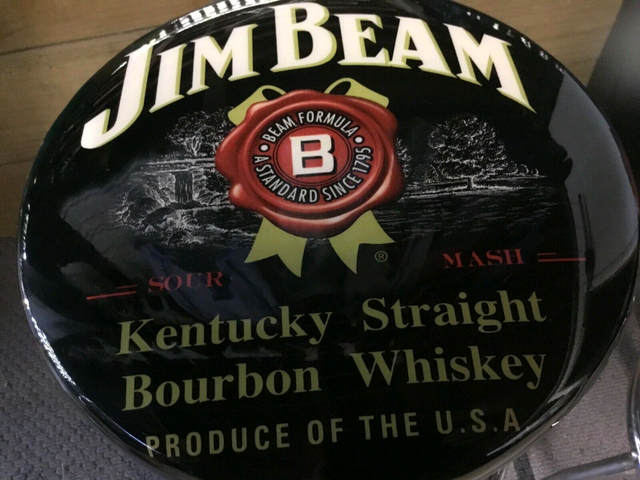 JIM BEAM
BEAM FORMULA
B
A STANDARD SINCE 1795
®
SOUR MASH
Kentucky Straight
Bourbon Whiskey
PRODUCE OF THE U.S.A.